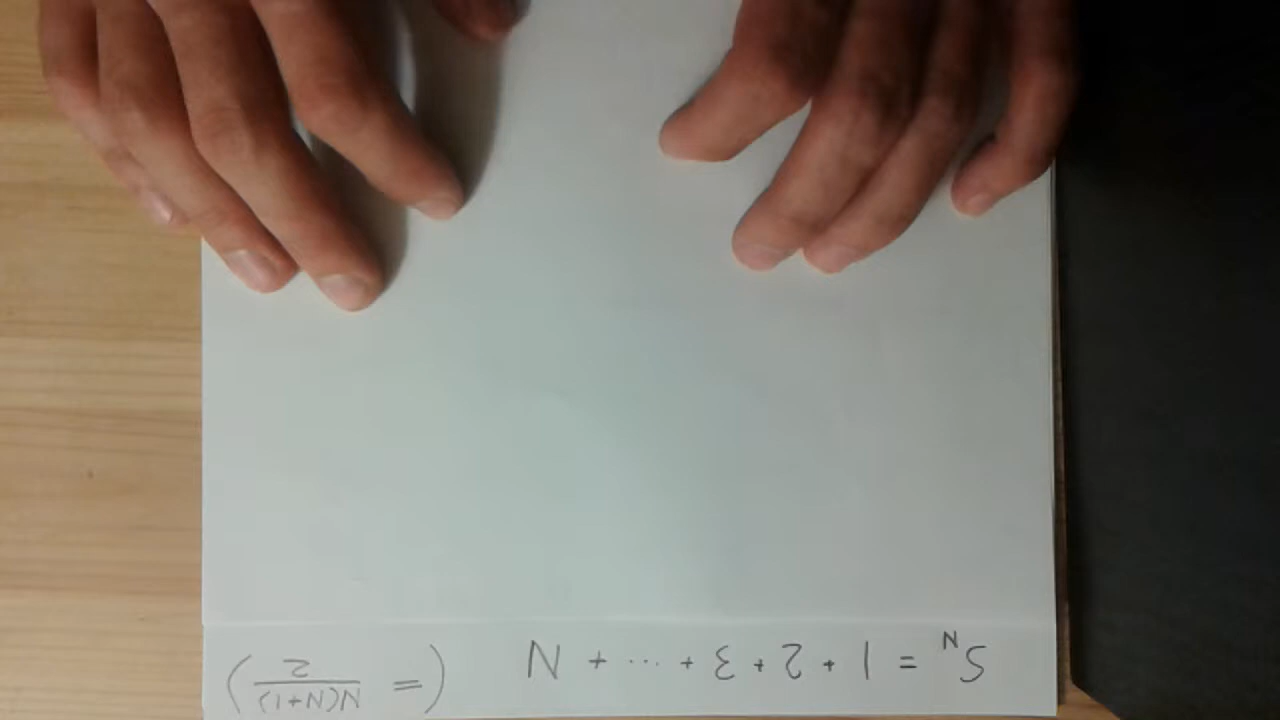 S_N = 1 + 2 + 3 + ... + N (= N(N+1)/2)